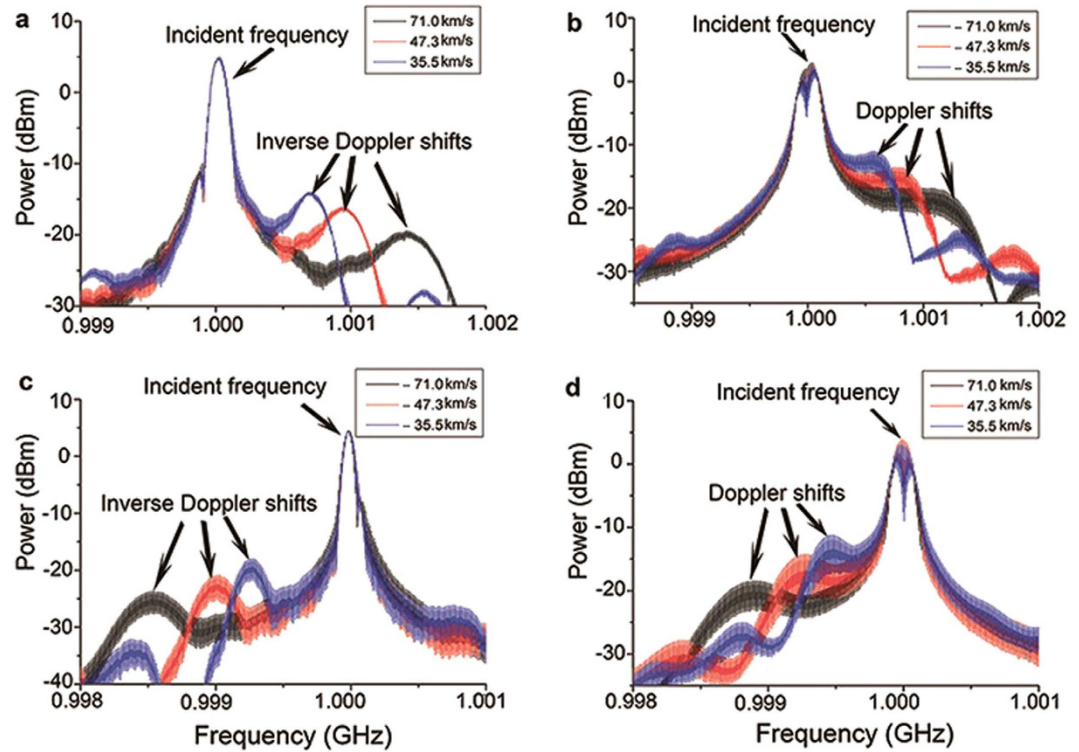 a
Incident frequency
71.0 km/s
47.3 km/s
35.5 km/s
Inverse Doppler shifts
Power (dBm)
10
0
-10
-20
-30
0.999
1.000
1.001
1.002
b
Incident frequency
- 71.0 km/s
- 47.3 km/s
- 35.5 km/s
Doppler shifts
Power (dBm)
10
0
-10
-20
-30
0.999
1.000
1.001
1.002
c
Incident frequency
- 71.0 km/s
- 47.3 km/s
- 35.5 km/s
Inverse Doppler shifts
Power (dBm)
10
0
-10
-20
-30
-40
0.998
0.999
1.000
1.001
Frequency (GHz)
d
Incident frequency
71.0 km/s
47.3 km/s
35.5 km/s
Doppler shifts
Power (dBm)
10
0
-10
-20
-30
0.998
0.999
1.000
1.001
Frequency (GHz)